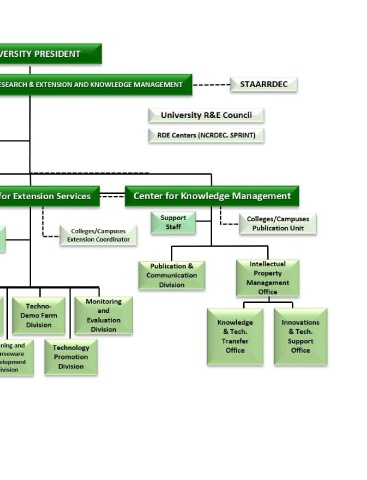 VERSITY PRESIDENT
RESEARCH & EXTENSION AND KNOWLEDGE MANAGEMENT
STAARRDEC
University R&E Council
RDE Centers (NCRDEC. SPRINT)
for Extension Services
Center for Knowledge Management
Support
Staff
Colleges/Campuses
Publication Unit
Colleges/Campuses
Extension Coordinator
Publication &
Communication
Division
Intellectual
Property
Management
Office
Techno-
Demo Farm
Division
Monitoring
and
Evaluation
Division
Knowledge
& Tech.
Transfer
Office
Innovations
& Tech.
Support
Office
ning and
rseware
elopment
ivision
Technology
Promotion
Division